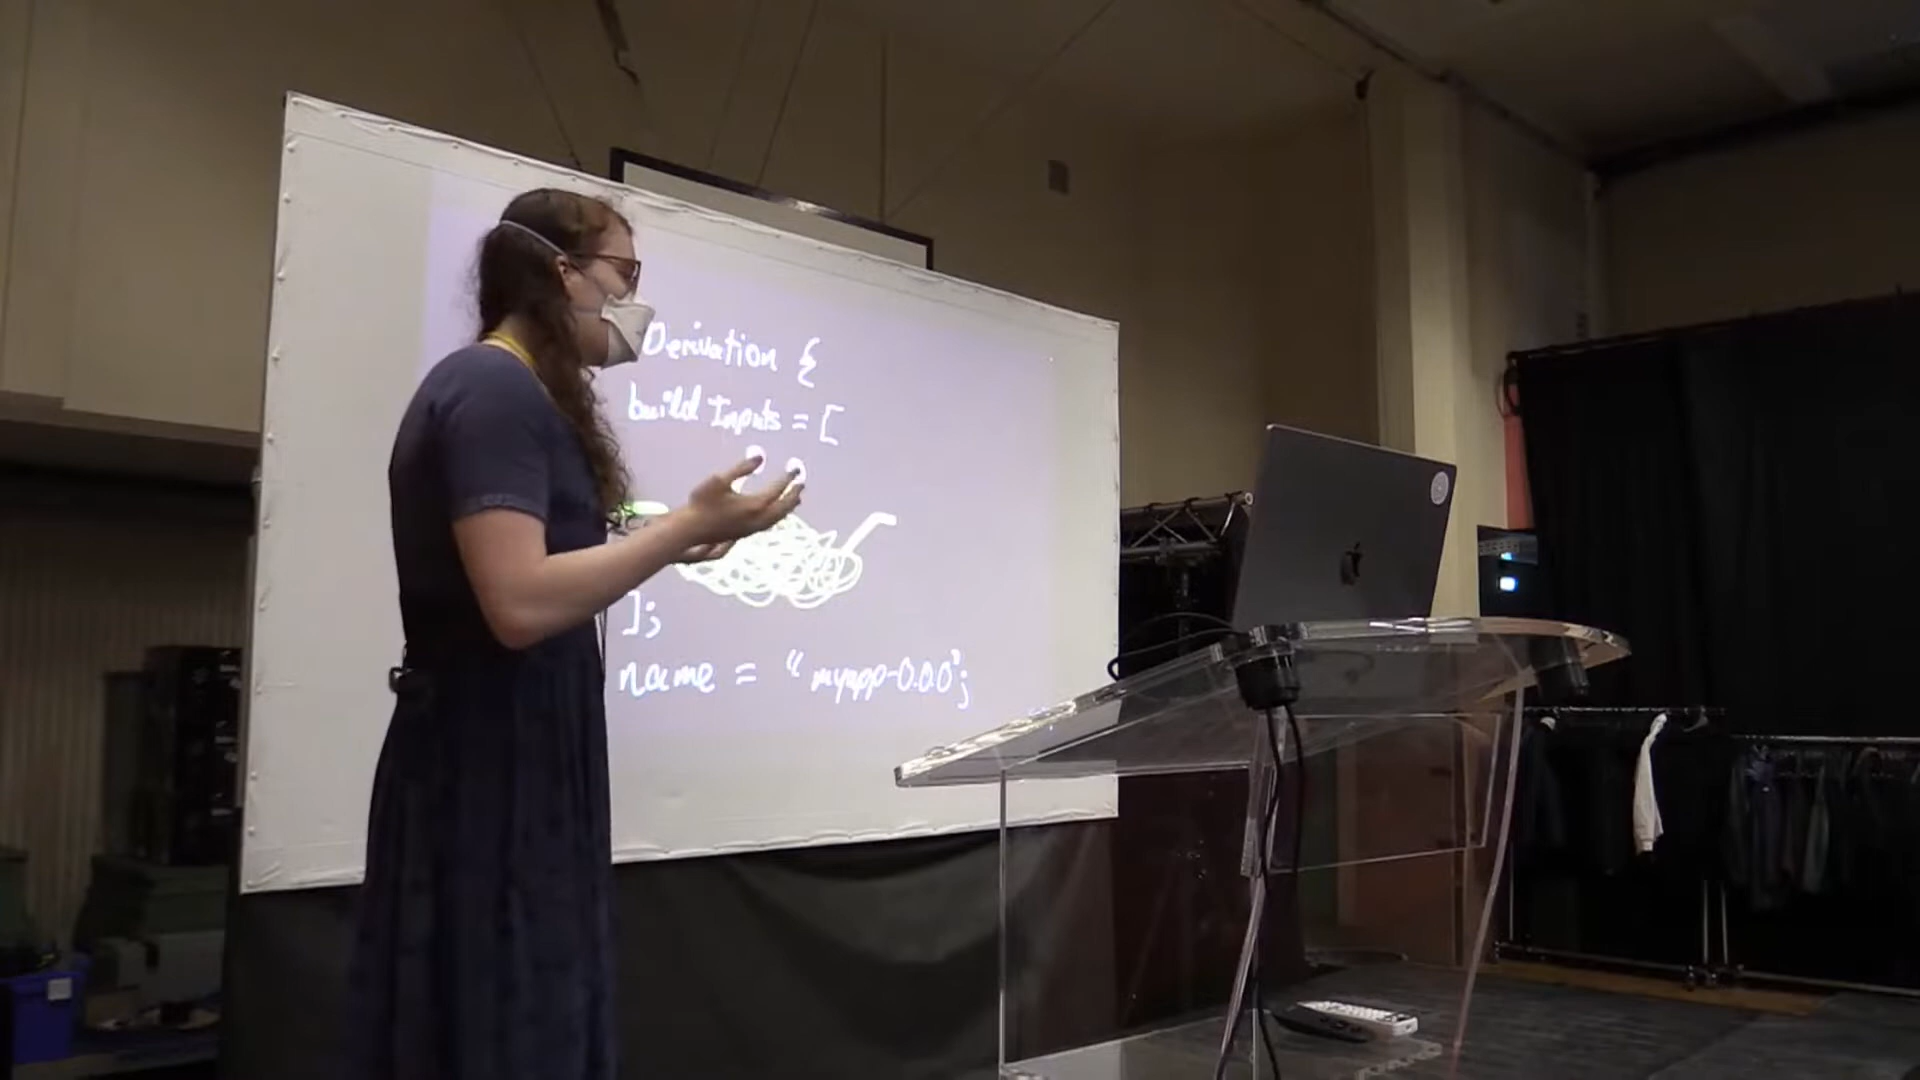 Derivation {
build Inputs = [
];
name = "myapp-0.0.0";